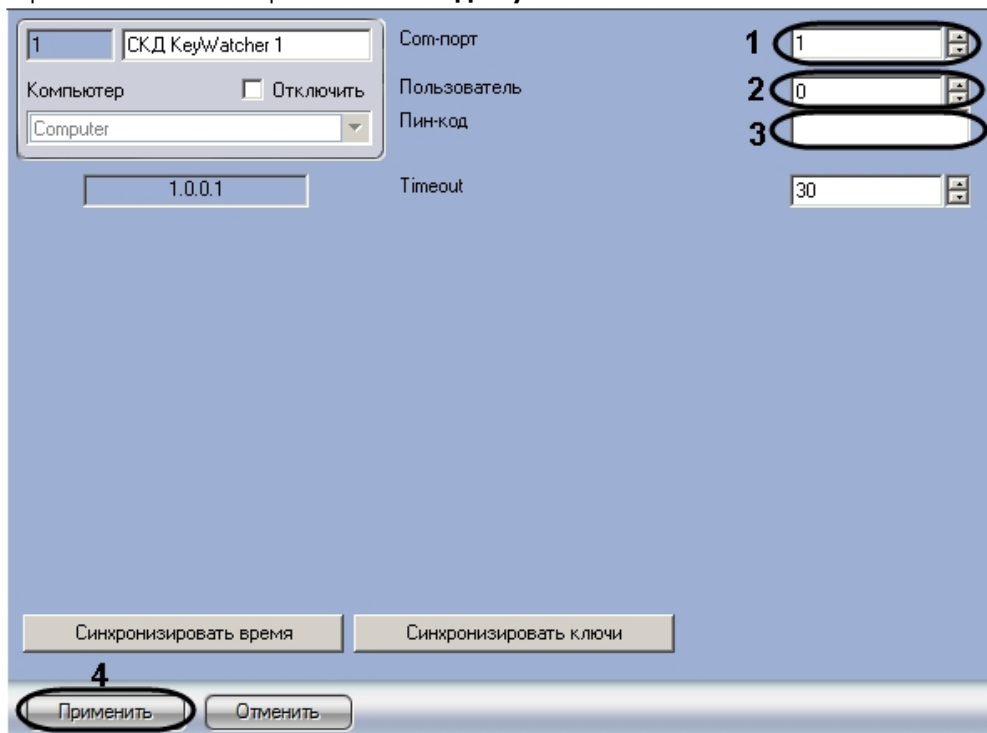 1
СКД KeyWatcher 1
Компьютер
Отключить
Computer
1.0.0.1
Com-порт
1
1
Пользователь
2
0
Пин-код
3
Timeout
30
Синхронизировать время
Синхронизировать ключи
4
Применить
Отменить